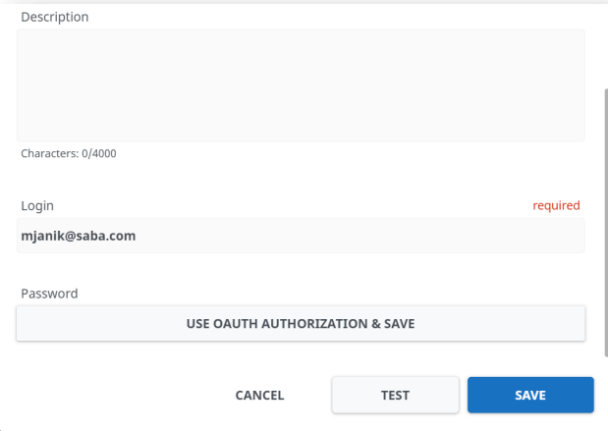 Description
Characters: 0/4000
Login required
mjanik@saba.com
Password
USE OAUTH AUTHORIZATION & SAVE
CANCEL TEST SAVE